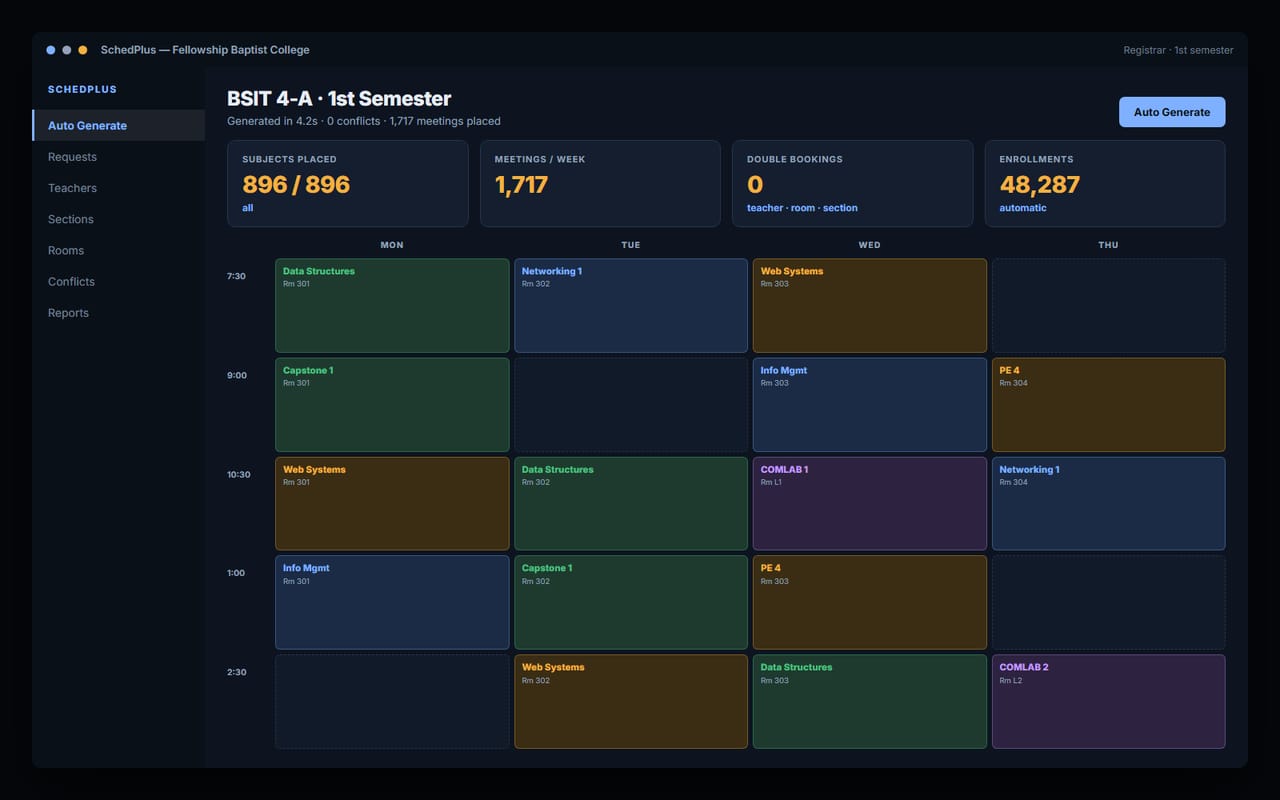 SchedPlus — Fellowship Baptist College
Registrar · 1st semester
SCHEDPLUS
Auto Generate
Requests
Teachers
Sections
Rooms
Conflicts
Reports
BSIT 4-A · 1st Semester
Generated in 4.2s · 0 conflicts · 1,717 meetings placed
Auto Generate
SUBJECTS PLACED
896 / 896
all
MEETINGS / WEEK
1,717
DOUBLE BOOKINGS
0
teacher · room · section
ENROLLMENTS
48,287
automatic
MON TUE WED THU
7:30
Data Structures
Rm 301
Networking 1
Rm 302
Web Systems
Rm 303
9:00
Capstone 1
Rm 301
Info Mgmt
Rm 303
PE 4
Rm 304
10:30
Web Systems
Rm 301
Data Structures
Rm 302
COMLAB 1
Rm L1
Networking 1
Rm 304
1:00
Info Mgmt
Rm 301
Capstone 1
Rm 302
PE 4
Rm 303
2:30
Web Systems
Rm 302
Data Structures
Rm 303
COMLAB 2
Rm L2